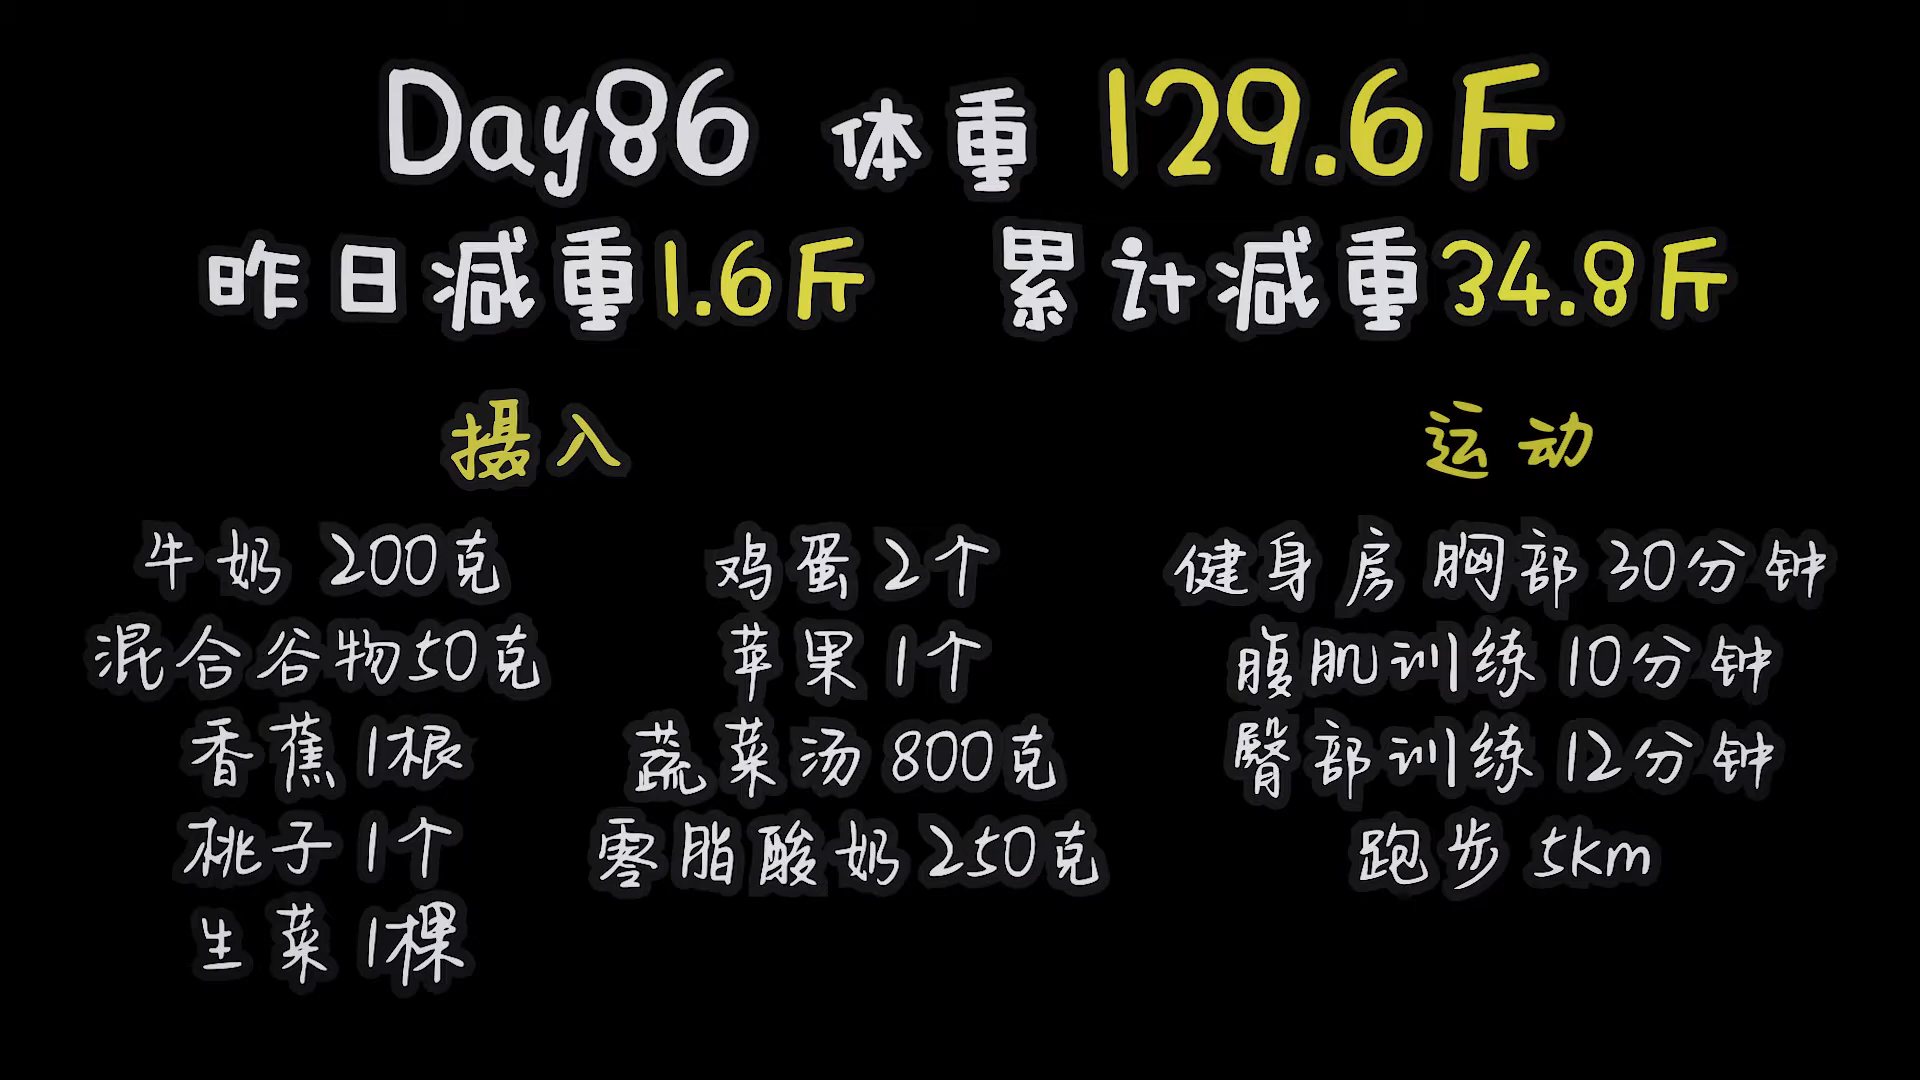 Day86 体重 129.6斤
昨日减重1.6斤 累计减重34.8斤
摄入
牛奶 200克
混合谷物50克
香蕉 1根
桃子 1个
生菜 1棵
鸡蛋 2个
苹果 1个
蔬菜汤 800克
零脂酸奶 250克
运动
健身房胸部 30分钟
腹肌训练 10分钟
臀部训练 12分钟
跑步 5km